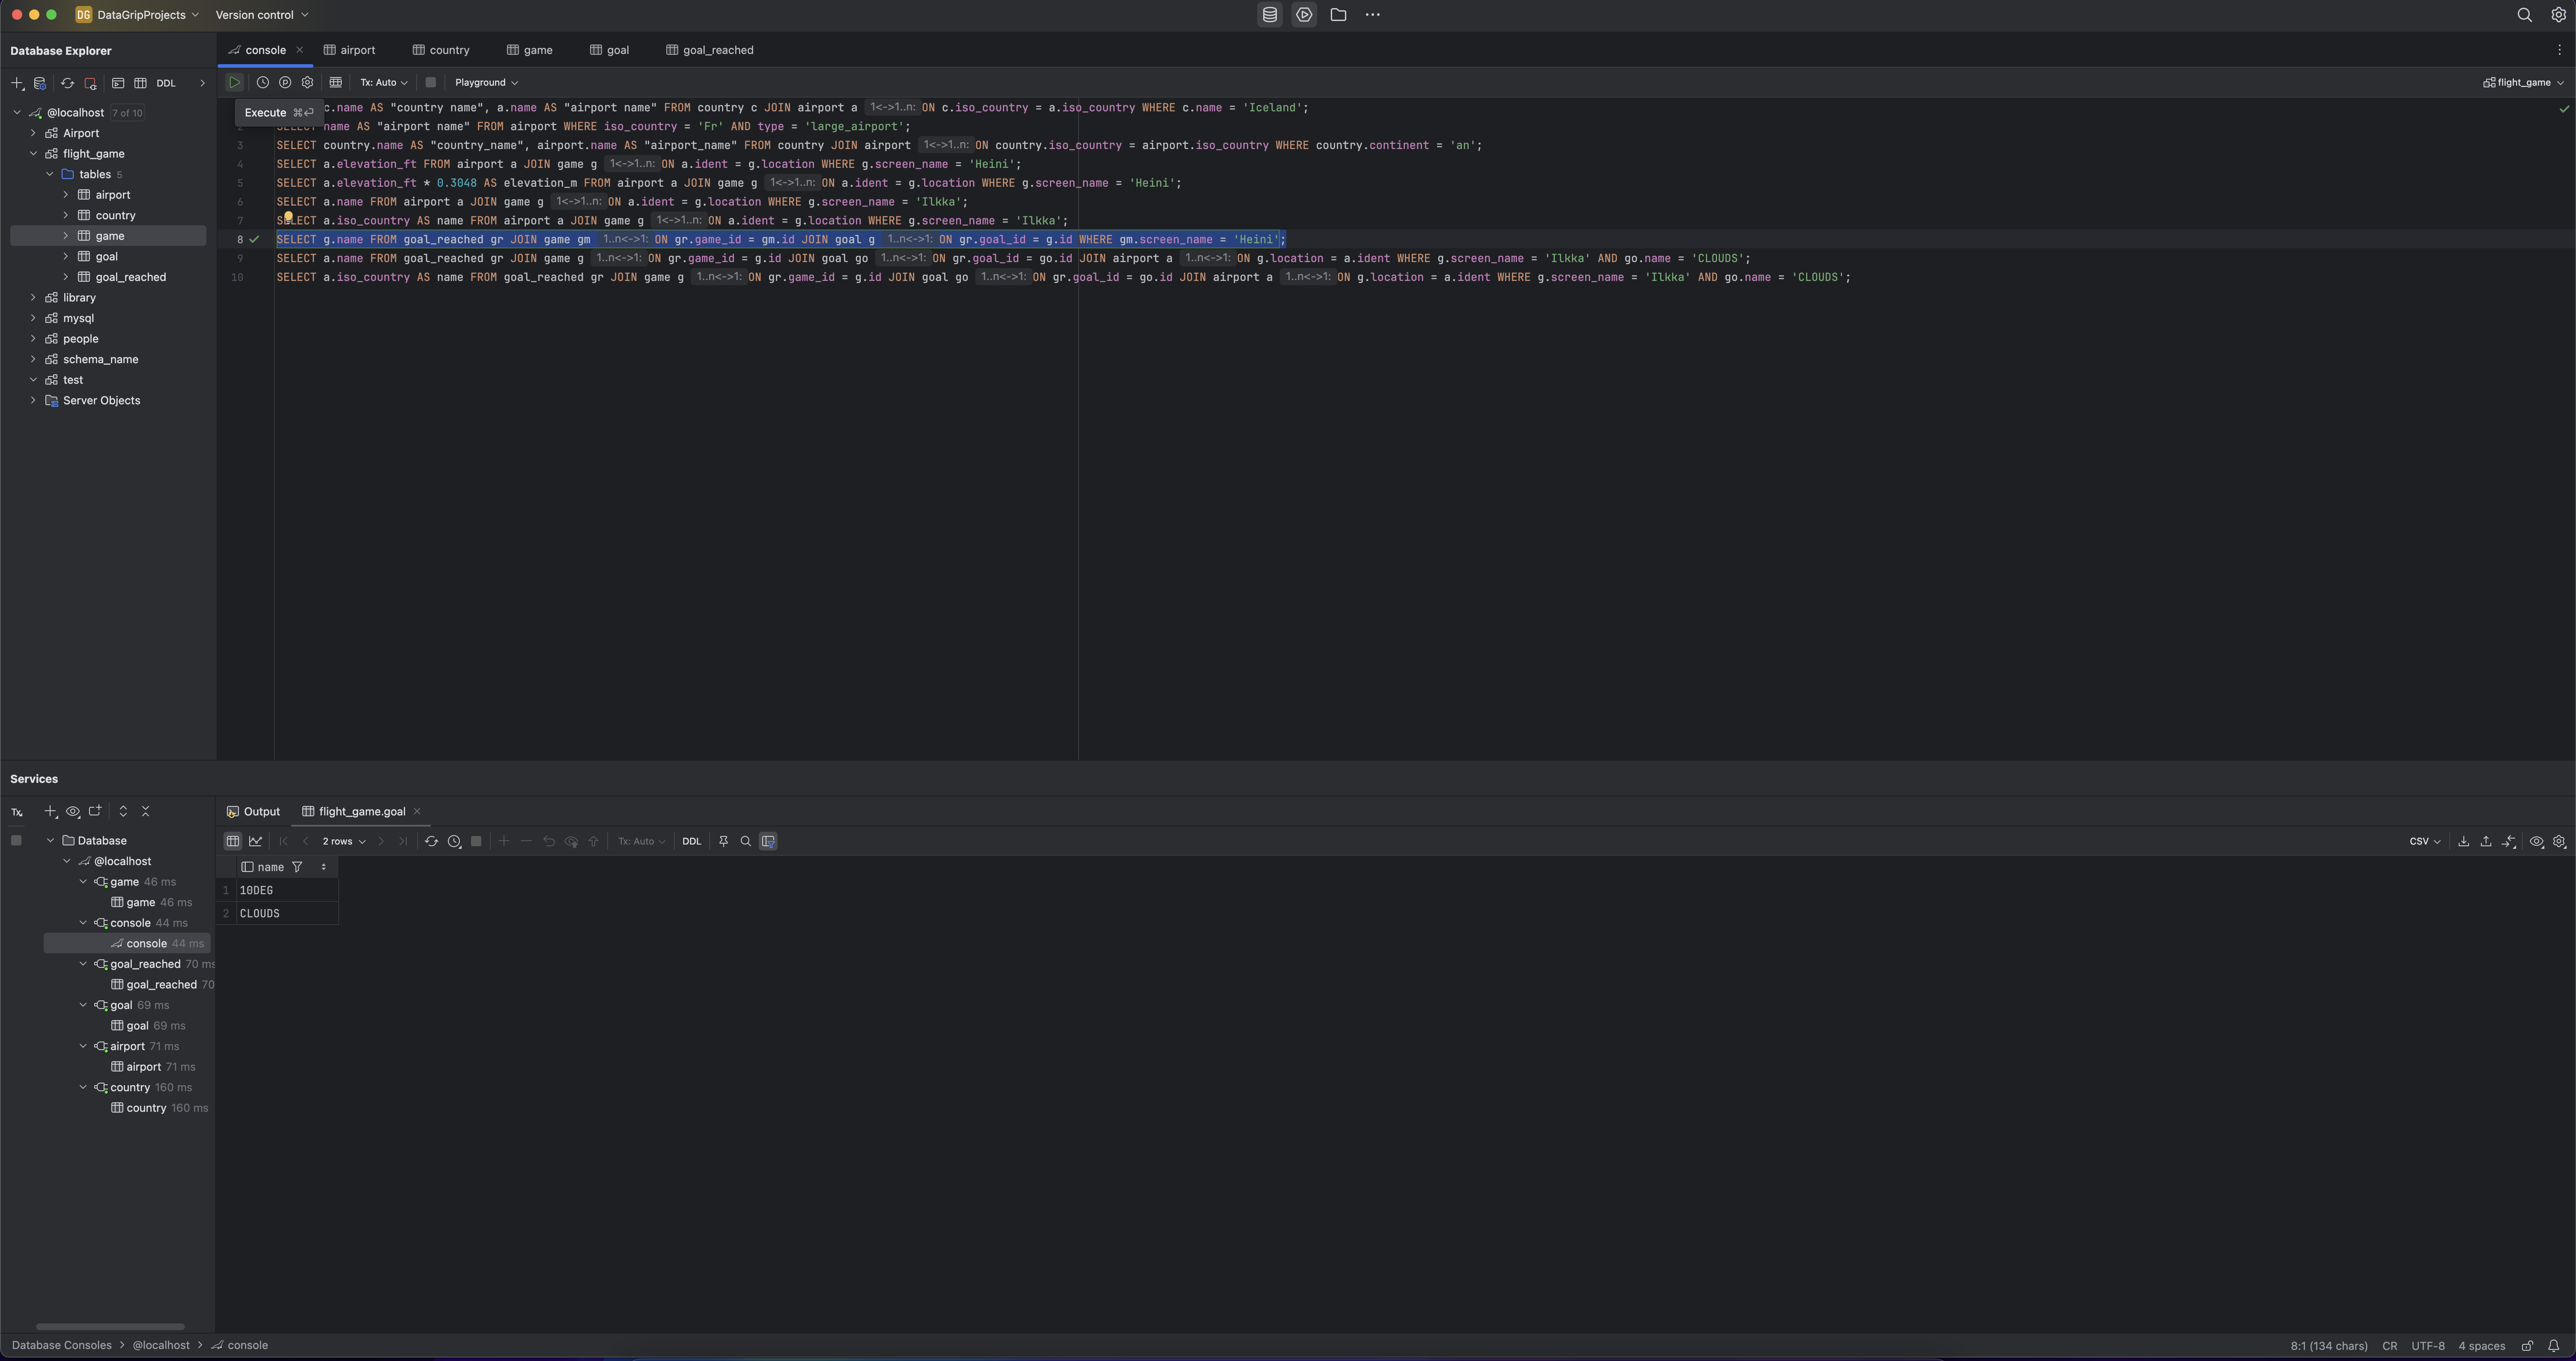 DG DataGripProjects Version control
Database Explorer
console airport country game goal goal_reached
DDL Tx: Auto Playground flight_game
Execute ⌘⏎
@localhost 7 of 10
Airport
flight_game
tables 5
airport
country
game
goal
goal_reached
library
mysql
people
schema_name
test
Server Objects
c.name AS "country name", a.name AS "airport name" FROM country c JOIN airport a 1<->1..n: ON c.iso_country = a.iso_country WHERE c.name = 'Iceland';
2 SELECT name AS "airport name" FROM airport WHERE iso_country = 'Fr' AND type = 'large_airport';
3 SELECT country.name AS "country_name", airport.name AS "airport_name" FROM country JOIN airport 1<->1..n: ON country.iso_country = airport.iso_country WHERE country.continent = 'an';
4 SELECT a.elevation_ft FROM airport a JOIN game g 1<->1..n: ON a.ident = g.location WHERE g.screen_name = 'Heini';
5 SELECT a.elevation_ft * 0.3048 AS elevation_m FROM airport a JOIN game g 1<->1..n: ON a.ident = g.location WHERE g.screen_name = 'Heini';
6 SELECT a.name FROM airport a JOIN game g 1<->1..n: ON a.ident = g.location WHERE g.screen_name = 'Ilkka';
7 SELECT a.iso_country AS name FROM airport a JOIN game g 1<->1..n: ON a.ident = g.location WHERE g.screen_name = 'Ilkka';
8 SELECT g.name FROM goal_reached gr JOIN game gm 1..n<->1: ON gr.game_id = gm.id JOIN goal g 1..n<->1: ON gr.goal_id = g.id WHERE gm.screen_name = 'Heini';
9 SELECT a.name FROM goal_reached gr JOIN game g 1..n<->1: ON gr.game_id = g.id JOIN goal go 1..n<->1: ON gr.goal_id = go.id JOIN airport a 1..n<->1: ON g.location = a.ident WHERE g.screen_name = 'Ilkka' AND go.name = 'CLOUDS';
10 SELECT a.iso_country AS name FROM goal_reached gr JOIN game g 1..n<->1: ON gr.game_id = g.id JOIN goal go 1..n<->1: ON gr.goal_id = go.id JOIN airport a 1..n<->1: ON g.location = a.ident WHERE g.screen_name = 'Ilkka' AND go.name = 'CLOUDS';
Services
Tx
Database
@localhost
game 46 ms
game 46 ms
console 44 ms
console 44 ms
goal_reached 70 ms
goal_reached 70
goal 69 ms
goal 69 ms
airport 71 ms
airport 71 ms
country 160 ms
country 160 ms
Output flight_game.goal
2 rows Tx: Auto DDL CSV
name
1 10DEG
2 CLOUDS
Database Consoles > @localhost > console 8:1 (134 chars) CR UTF-8 4 spaces